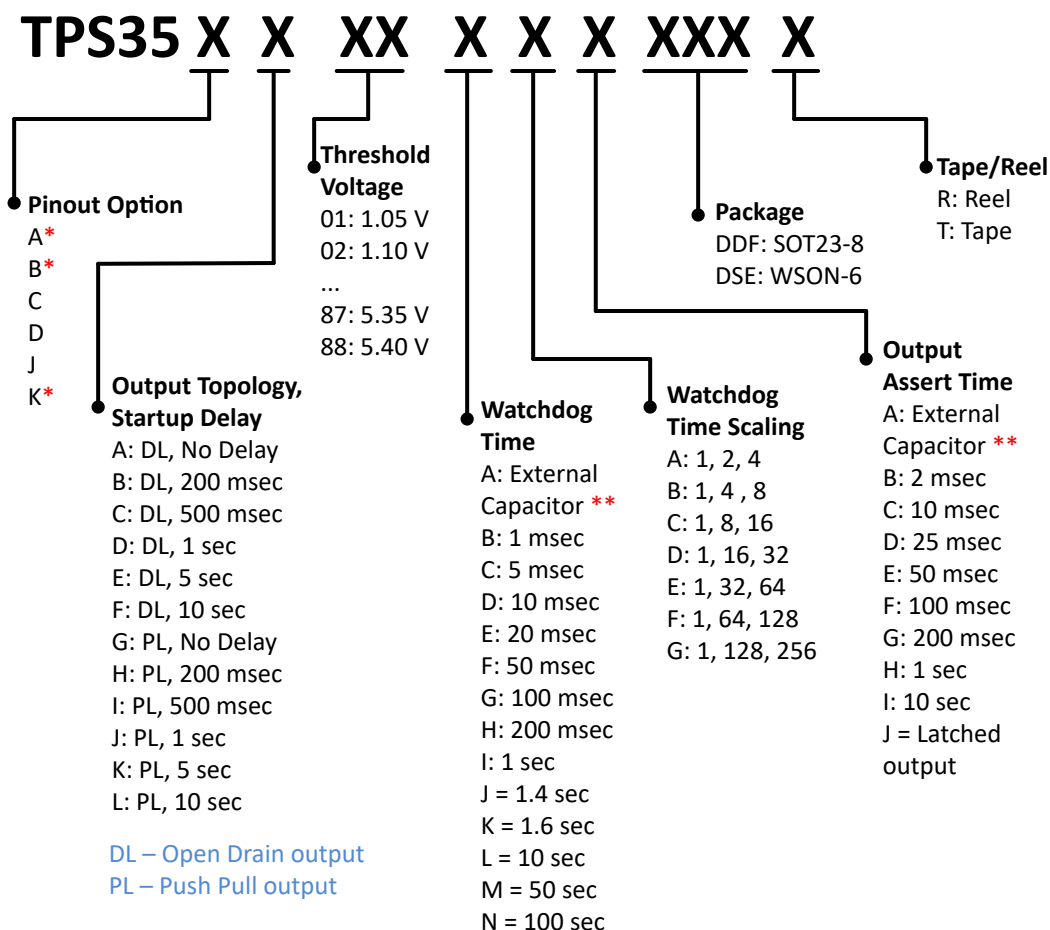 TPS35 X X XX X X X XXX X
Pinout Option
A*
B*
C
D
J
K*
Output Topology,
Startup Delay
A: DL, No Delay
B: DL, 200 msec
C: DL, 500 msec
D: DL, 1 sec
E: DL, 5 sec
F: DL, 10 sec
G: PL, No Delay
H: PL, 200 msec
I: PL, 500 msec
J: PL, 1 sec
K: PL, 5 sec
L: PL, 10 sec
DL – Open Drain output
PL – Push Pull output
Threshold
Voltage
01: 1.05 V
02: 1.10 V
...
87: 5.35 V
88: 5.40 V
Watchdog
Time
A: External
Capacitor **
B: 1 msec
C: 5 msec
D: 10 msec
E: 20 msec
F: 50 msec
G: 100 msec
H: 200 msec
I: 1 sec
J = 1.4 sec
K = 1.6 sec
L = 10 sec
M = 50 sec
N = 100 sec
Watchdog
Time Scaling
A: 1, 2, 4
B: 1, 4 , 8
C: 1, 8, 16
D: 1, 16, 32
E: 1, 32, 64
F: 1, 64, 128
G: 1, 128, 256
Package
DDF: SOT23-8
DSE: WSON-6
Output
Assert Time
A: External
Capacitor **
B: 2 msec
C: 10 msec
D: 25 msec
E: 50 msec
F: 100 msec
G: 200 msec
H: 1 sec
I: 10 sec
J = Latched
output
Tape/Reel
R: Reel
T: Tape